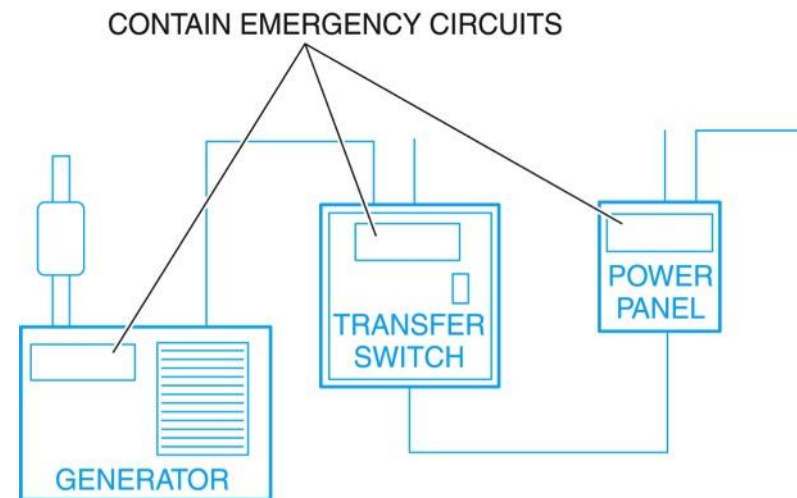 CONTAIN EMERGENCY CIRCUITS
POWER
PANEL
TRANSFER
SWITCH
GENERATOR